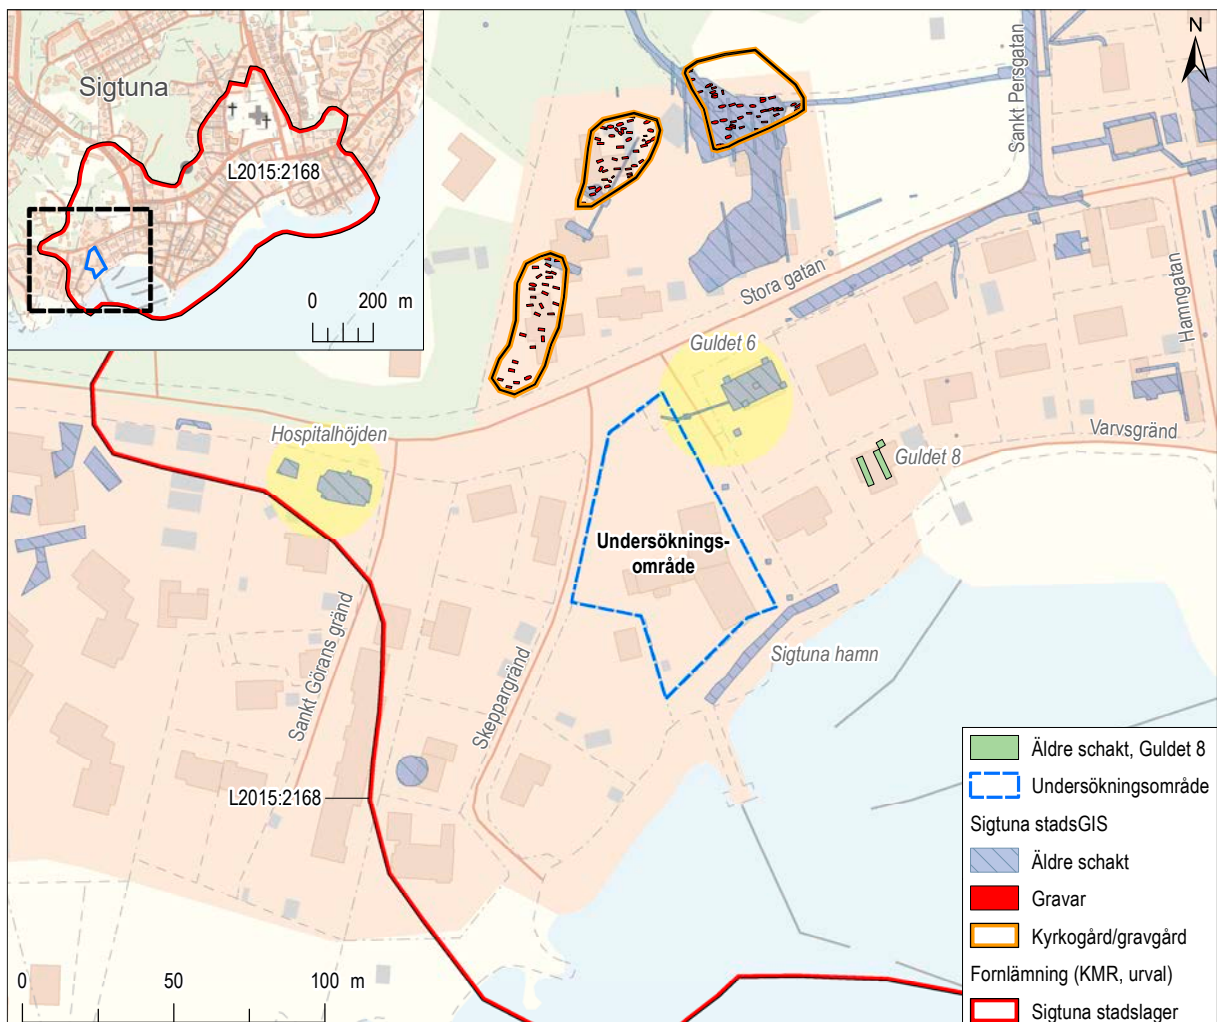 Sigtuna
L2015:2168
0 200 m
N
Sankt Persgatan
Stora gatan
Hamngatan
Guldet 6
Hospitalhöjden
Varvsgränd
Guldet 8
Undersöknings-
område
Sankt Görans gränd
Skeppargränd
Sigtuna hamn
L2015:2168
0 50 100 m
Äldre schakt, Guldet 8
Undersökningsområde
Sigtuna stadsGIS
Äldre schakt
Gravar
Kyrkogård/gravgård
Fornlämning (KMR, urval)
Sigtuna stadslager